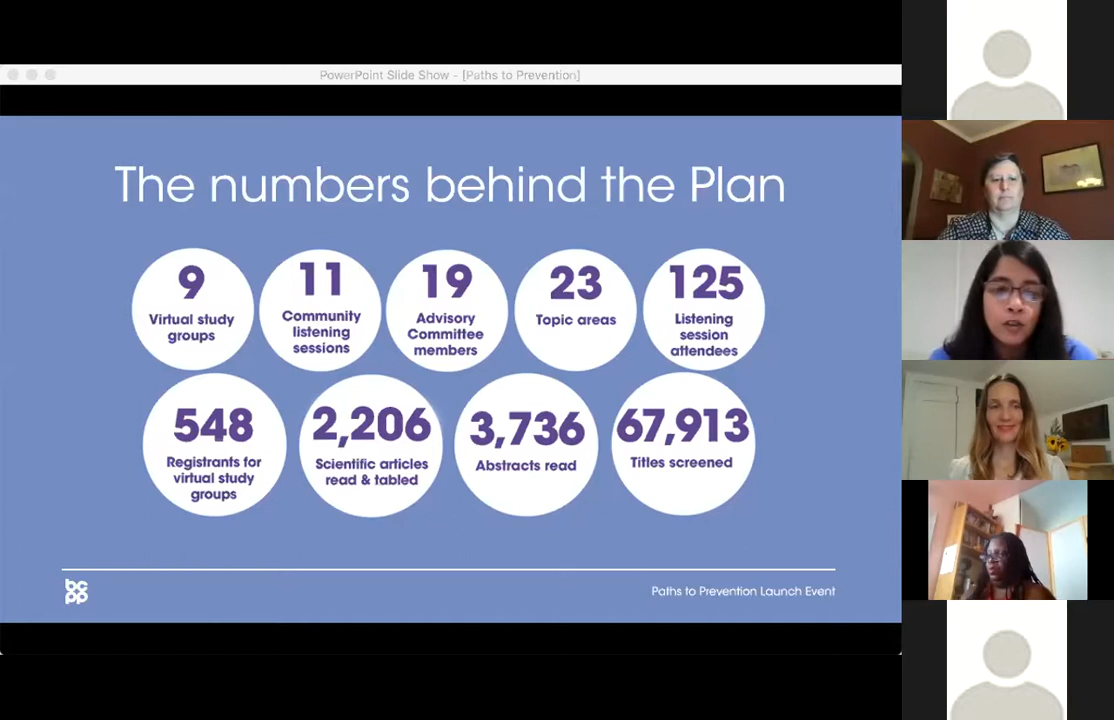 PowerPoint Slide Show - [Paths to Prevention]
The numbers behind the Plan
9
Virtual study
groups
11
Community
listening
sessions
19
Advisory
Committee
members
23
Topic areas
125
Listening
session
attendees
548
Registrants for
virtual study
groups
2,206
Scientific articles
read & tabled
3,736
Abstracts read
67,913
Titles screened
bc
pp
Paths to Prevention Launch Event